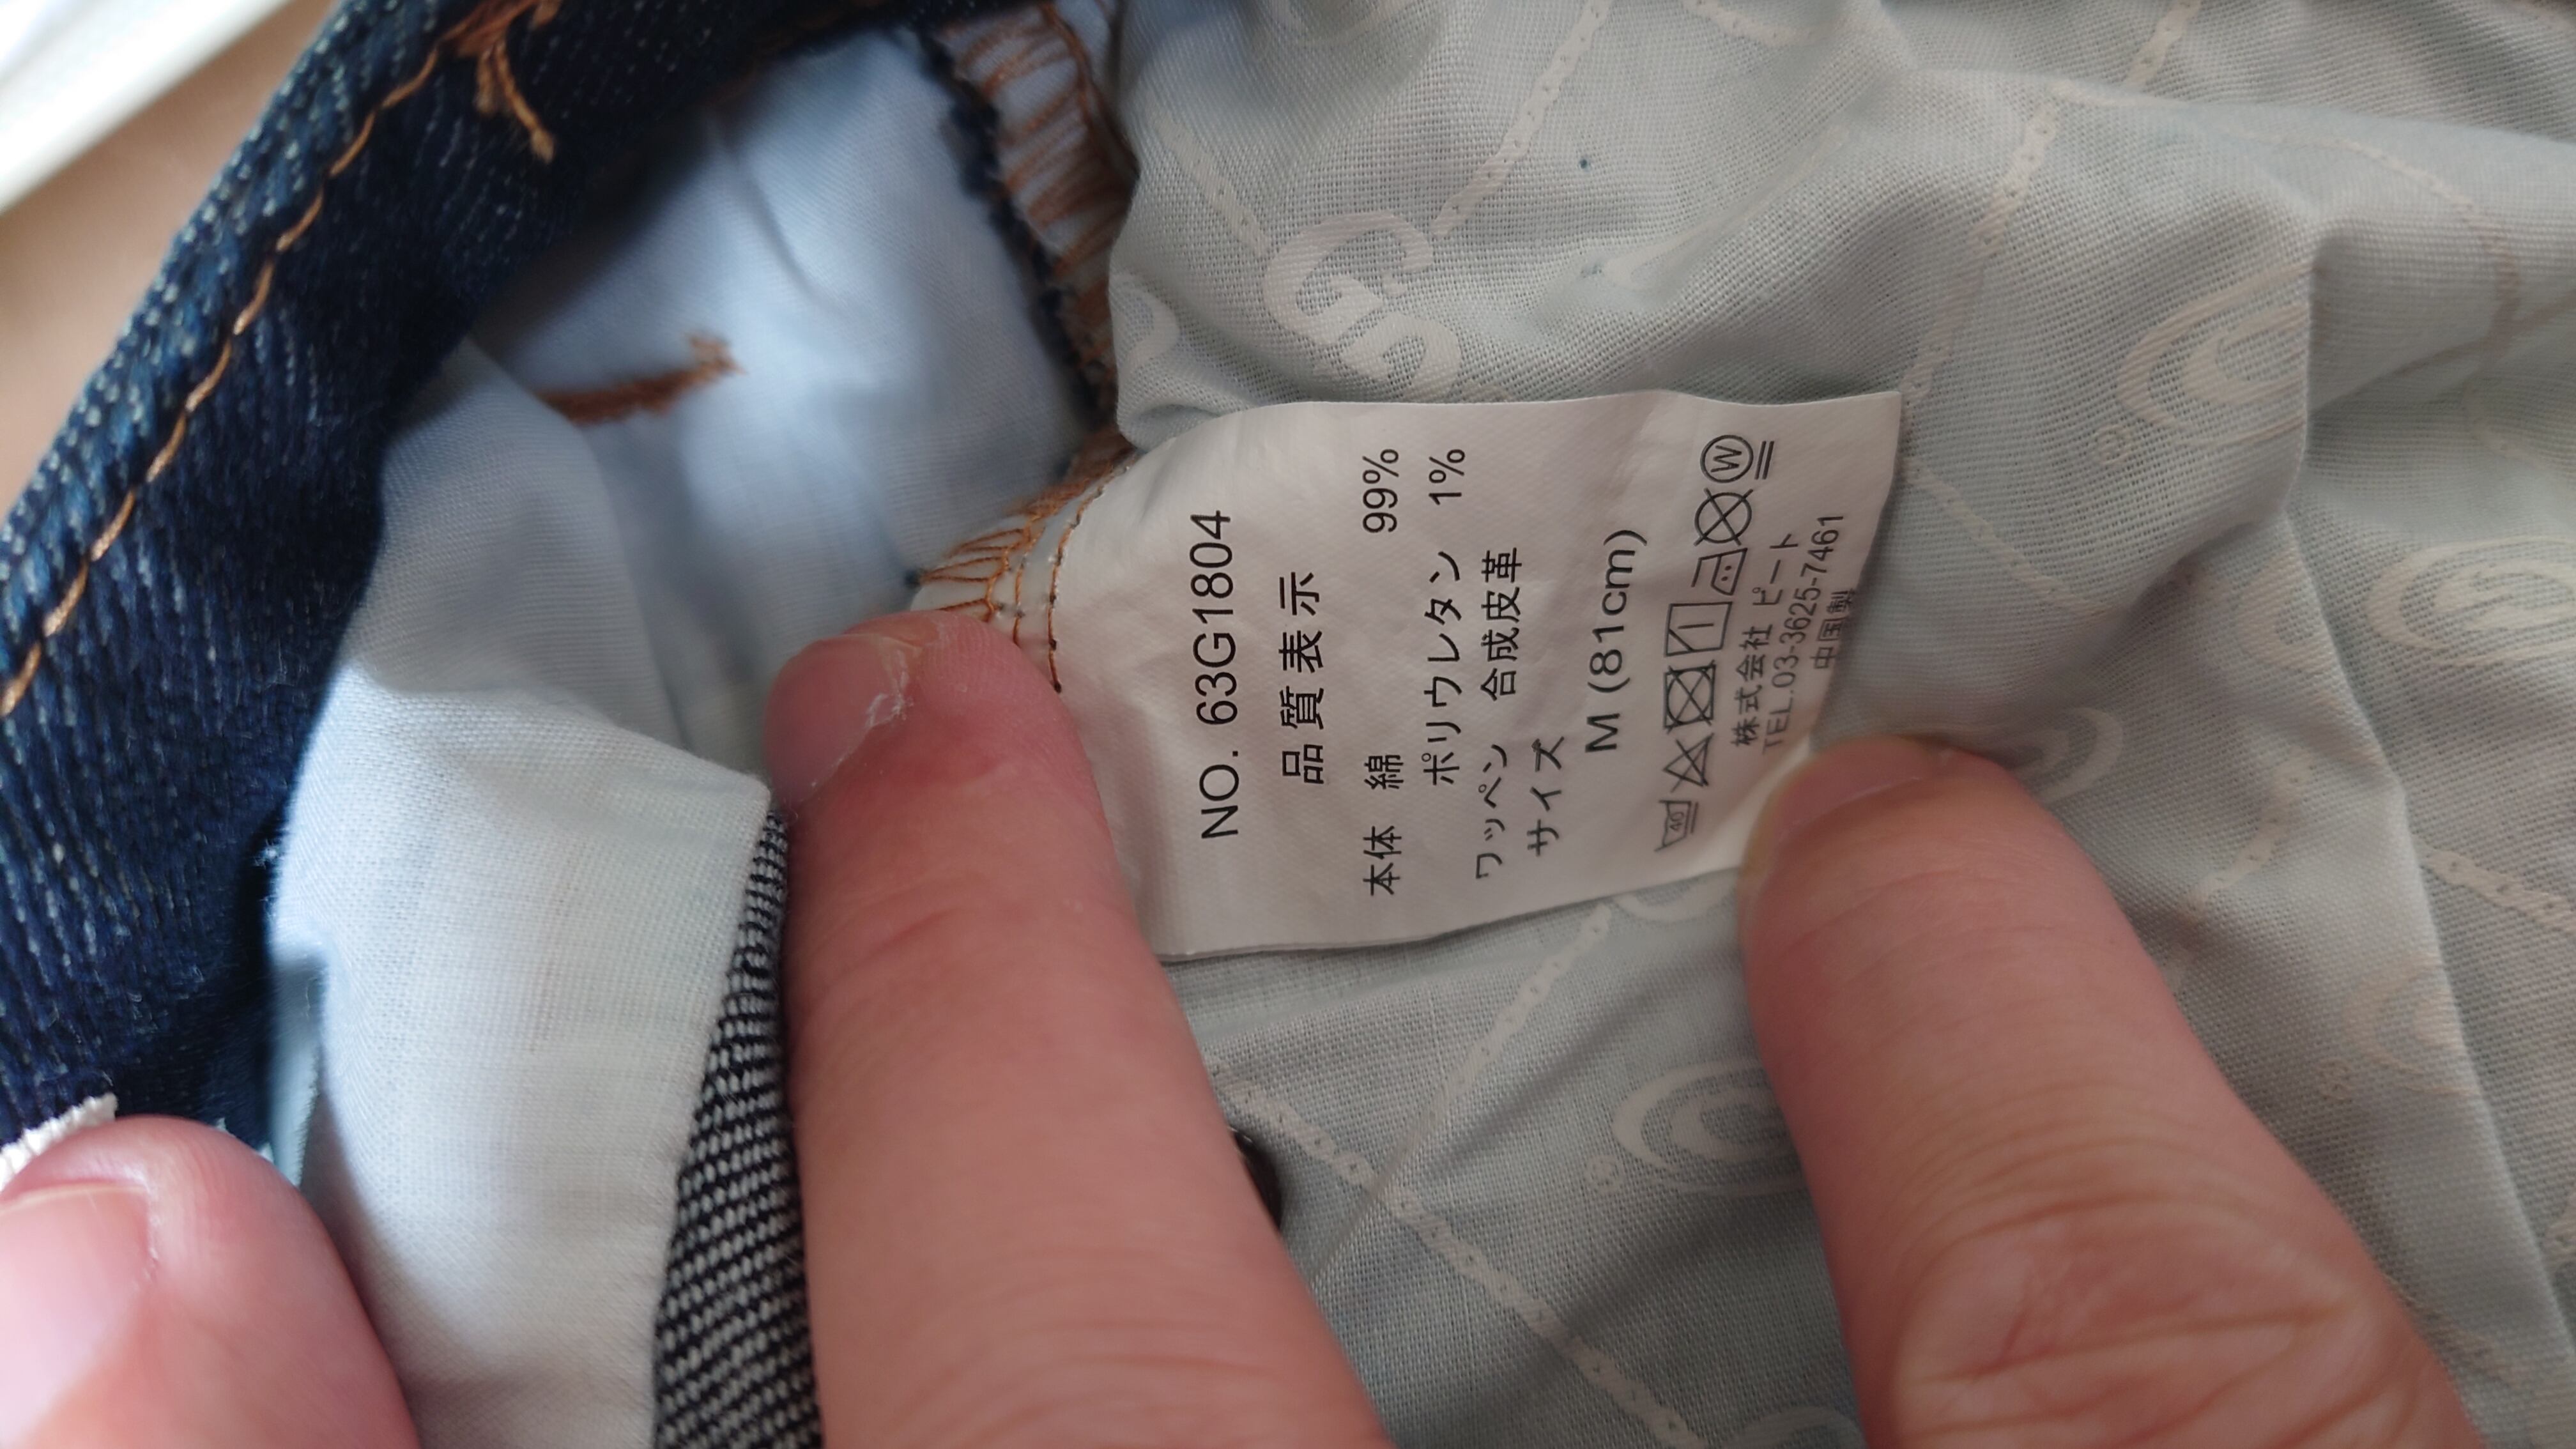 NO. 63G1804
品質表示
本体 綿 99%
ポリウレタン 1%
ワッペン 合成皮革
サイズ
M (81cm)
40 W
株式会社 ピート
TEL.03-3625-7461
中国製
GS